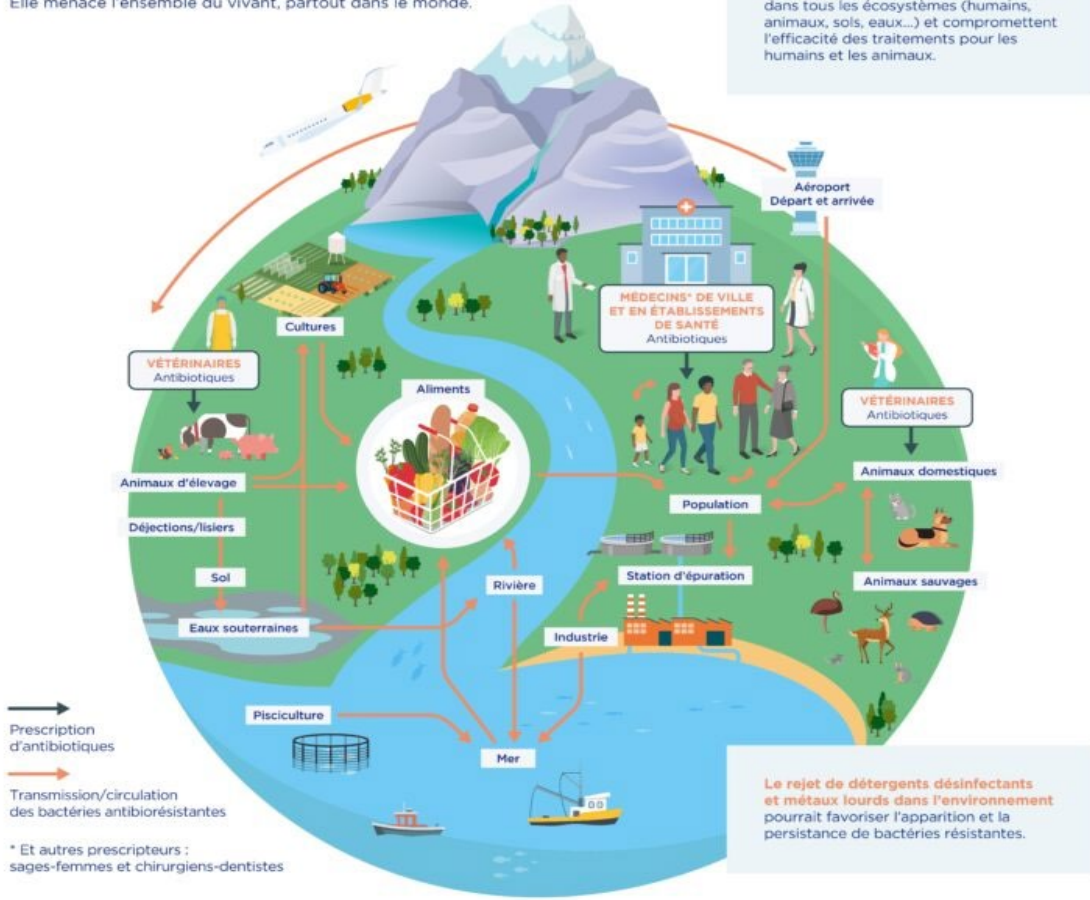 Elle menace l'ensemble du vivant, partout dans le monde.
dans tous les écosystèmes (humains,
animaux, sols, eaux...) et compromettent
l'efficacité des traitements pour les
humains et les animaux.
Aéroport
Départ et arrivée
MÉDECINS* DE VILLE
ET EN ÉTABLISSEMENTS
DE SANTÉ
Antibiotiques
Cultures
VÉTÉRINAIRES
Antibiotiques
Aliments
VÉTÉRINAIRES
Antibiotiques
Animaux d'élevage
Animaux domestiques
Population
Déjections/lisiers
Sol
Rivière
Station d'épuration
Animaux sauvages
Eaux souterraines
Industrie
Pisciculture
Mer
Prescription
d'antibiotiques
Transmission/circulation
des bactéries antibiorésistantes
* Et autres prescripteurs :
sages-femmes et chirurgiens-dentistes
Le rejet de détergents désinfectants
et métaux lourds dans l'environnement
pourrait favoriser l'apparition et la
persistance de bactéries résistantes.